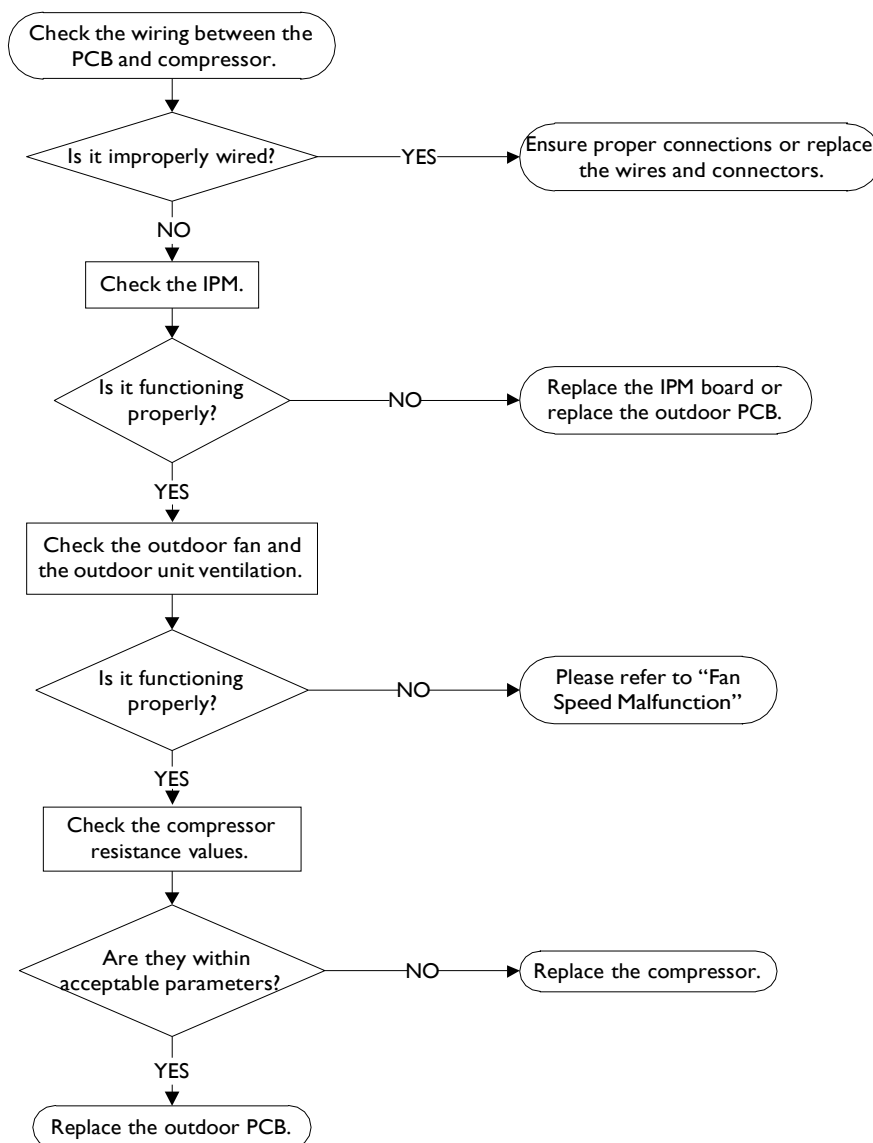 Check the wiring between the
PCB and compressor.
Is it improperly wired?
YES
Ensure proper connections or replace
the wires and connectors.
NO
Check the IPM.
Is it functioning
properly?
NO
Replace the IPM board or
replace the outdoor PCB.
YES
Check the outdoor fan and
the outdoor unit ventilation.
Is it functioning
properly?
NO
Please refer to “Fan
Speed Malfunction”
YES
Check the compressor
resistance values.
Are they within
acceptable parameters?
NO
Replace the compressor.
YES
Replace the outdoor PCB.